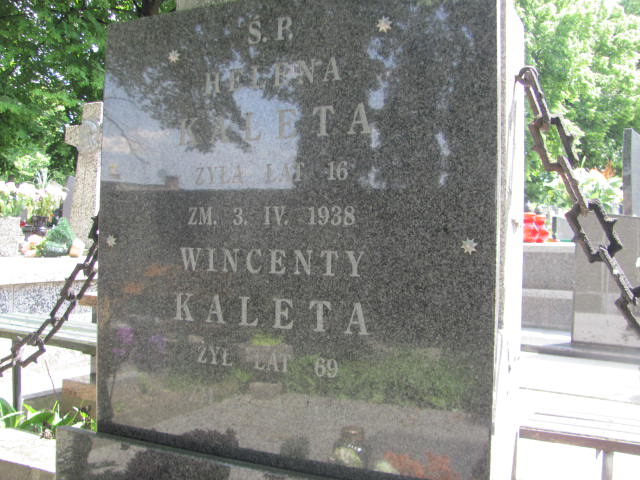 Ś.P.
HELENA
KALETA
ŻYŁA LAT 16
ZM. 3. IV. 1938
WINCENTY
KALETA
ŻYŁ LAT 69